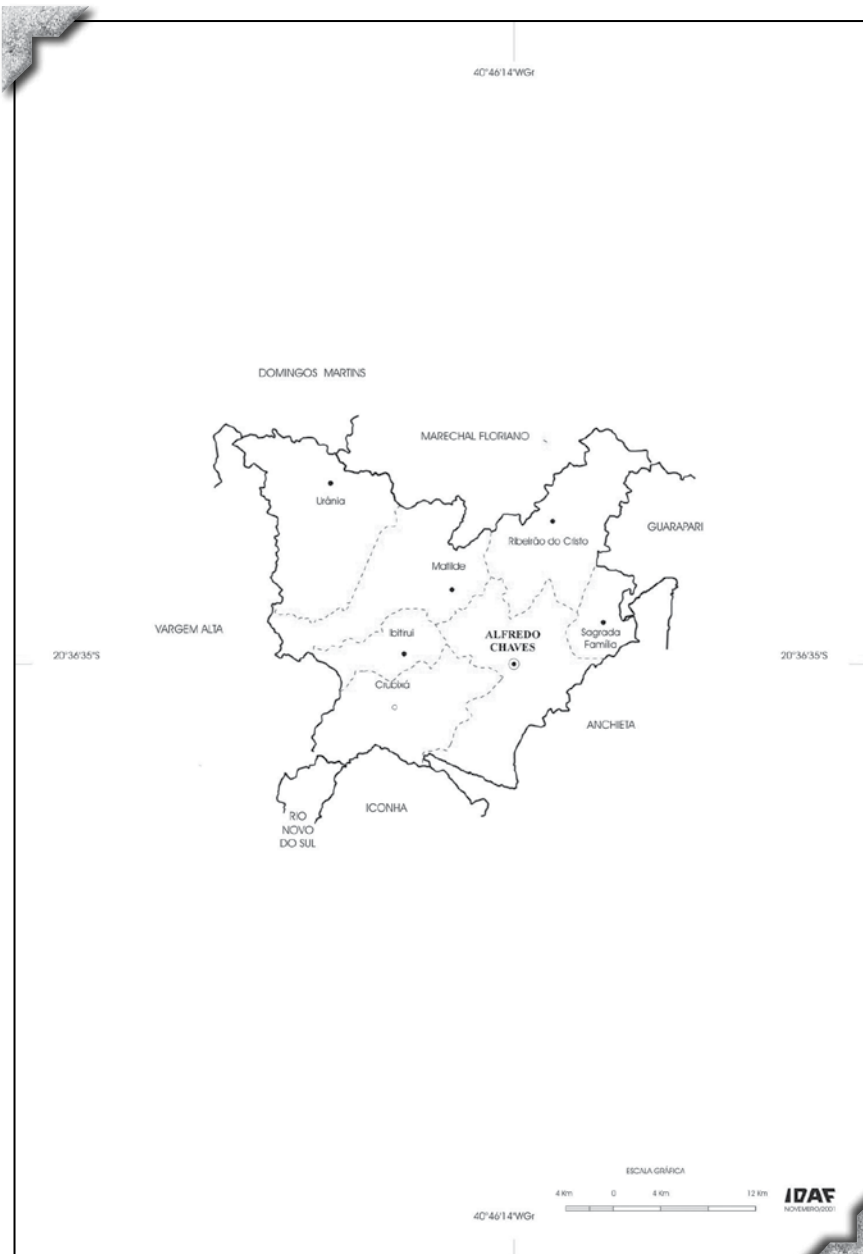 40°46'14"WGr
DOMINGOS MARTINS
MARECHAL FLORIANO
Urânia
GUARAPARI
Ribeirão do Cristo
Matilde
VARGEM ALTA
Ibitiruí
ALFREDO
CHAVES
Sagrada
Família
20°36'35"S
20°36'35"S
Crubixá
ANCHIETA
ICONHA
RIO
NOVO
DO SUL
ESCALA GRÁFICA
4 Km 0 4 Km 12 Km
IDAF
NOVEMBRO/2001
40°46'14"WGr